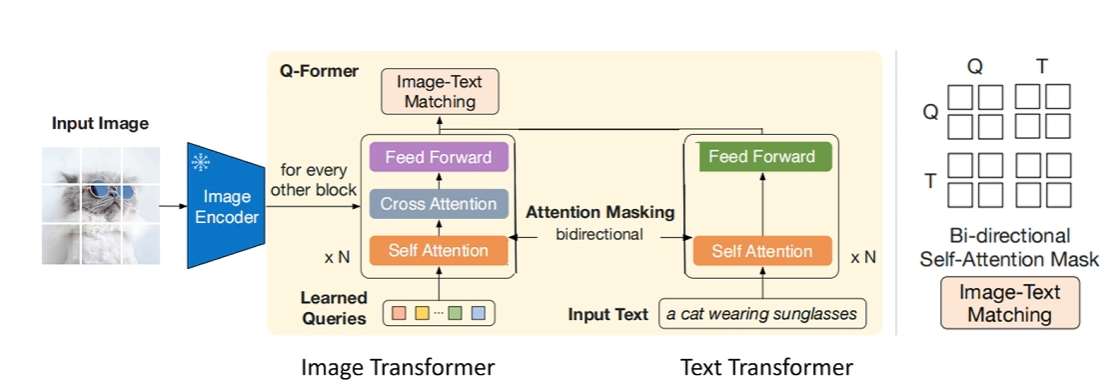 Input Image
Image
Encoder
for every
other block
Q-Former
Image-Text
Matching
Feed Forward
Cross Attention
Self Attention
x N
Learned
Queries
...
Attention Masking
bidirectional
Feed Forward
Self Attention
x N
Input Text
a cat wearing sunglasses
Image Transformer
Text Transformer
Q T
Q
T
Bi-directional
Self-Attention Mask
Image-Text
Matching